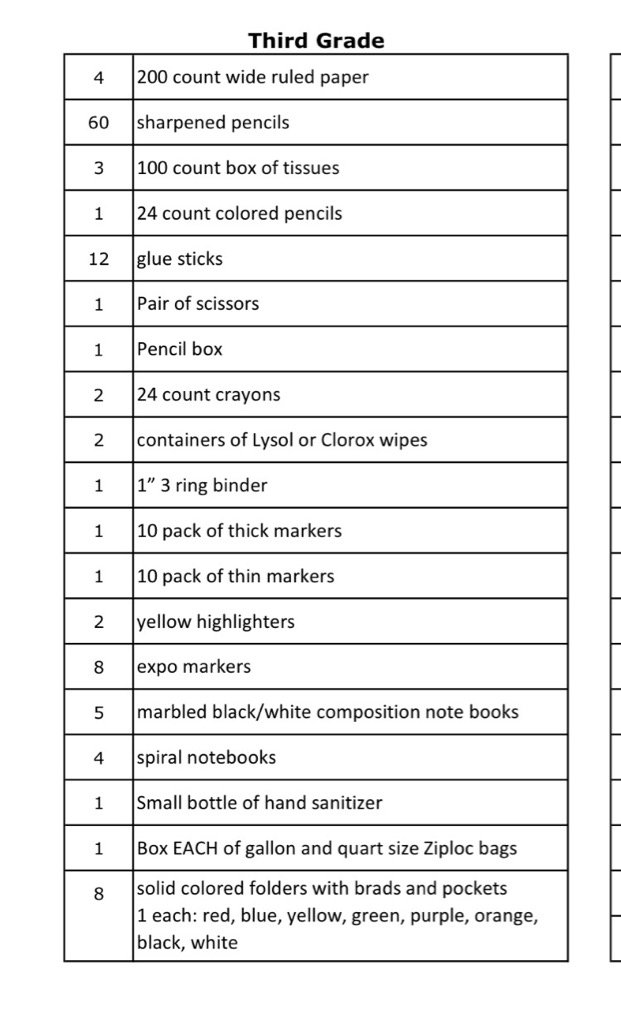 Third Grade
4 200 count wide ruled paper
60 sharpened pencils
3 100 count box of tissues
1 24 count colored pencils
12 glue sticks
1 Pair of scissors
1 Pencil box
2 24 count crayons
2 containers of Lysol or Clorox wipes
1 1” 3 ring binder
1 10 pack of thick markers
1 10 pack of thin markers
2 yellow highlighters
8 expo markers
5 marbled black/white composition note books
4 spiral notebooks
1 Small bottle of hand sanitizer
1 Box EACH of gallon and quart size Ziploc bags
8 solid colored folders with brads and pockets
1 each: red, blue, yellow, green, purple, orange,
black, white